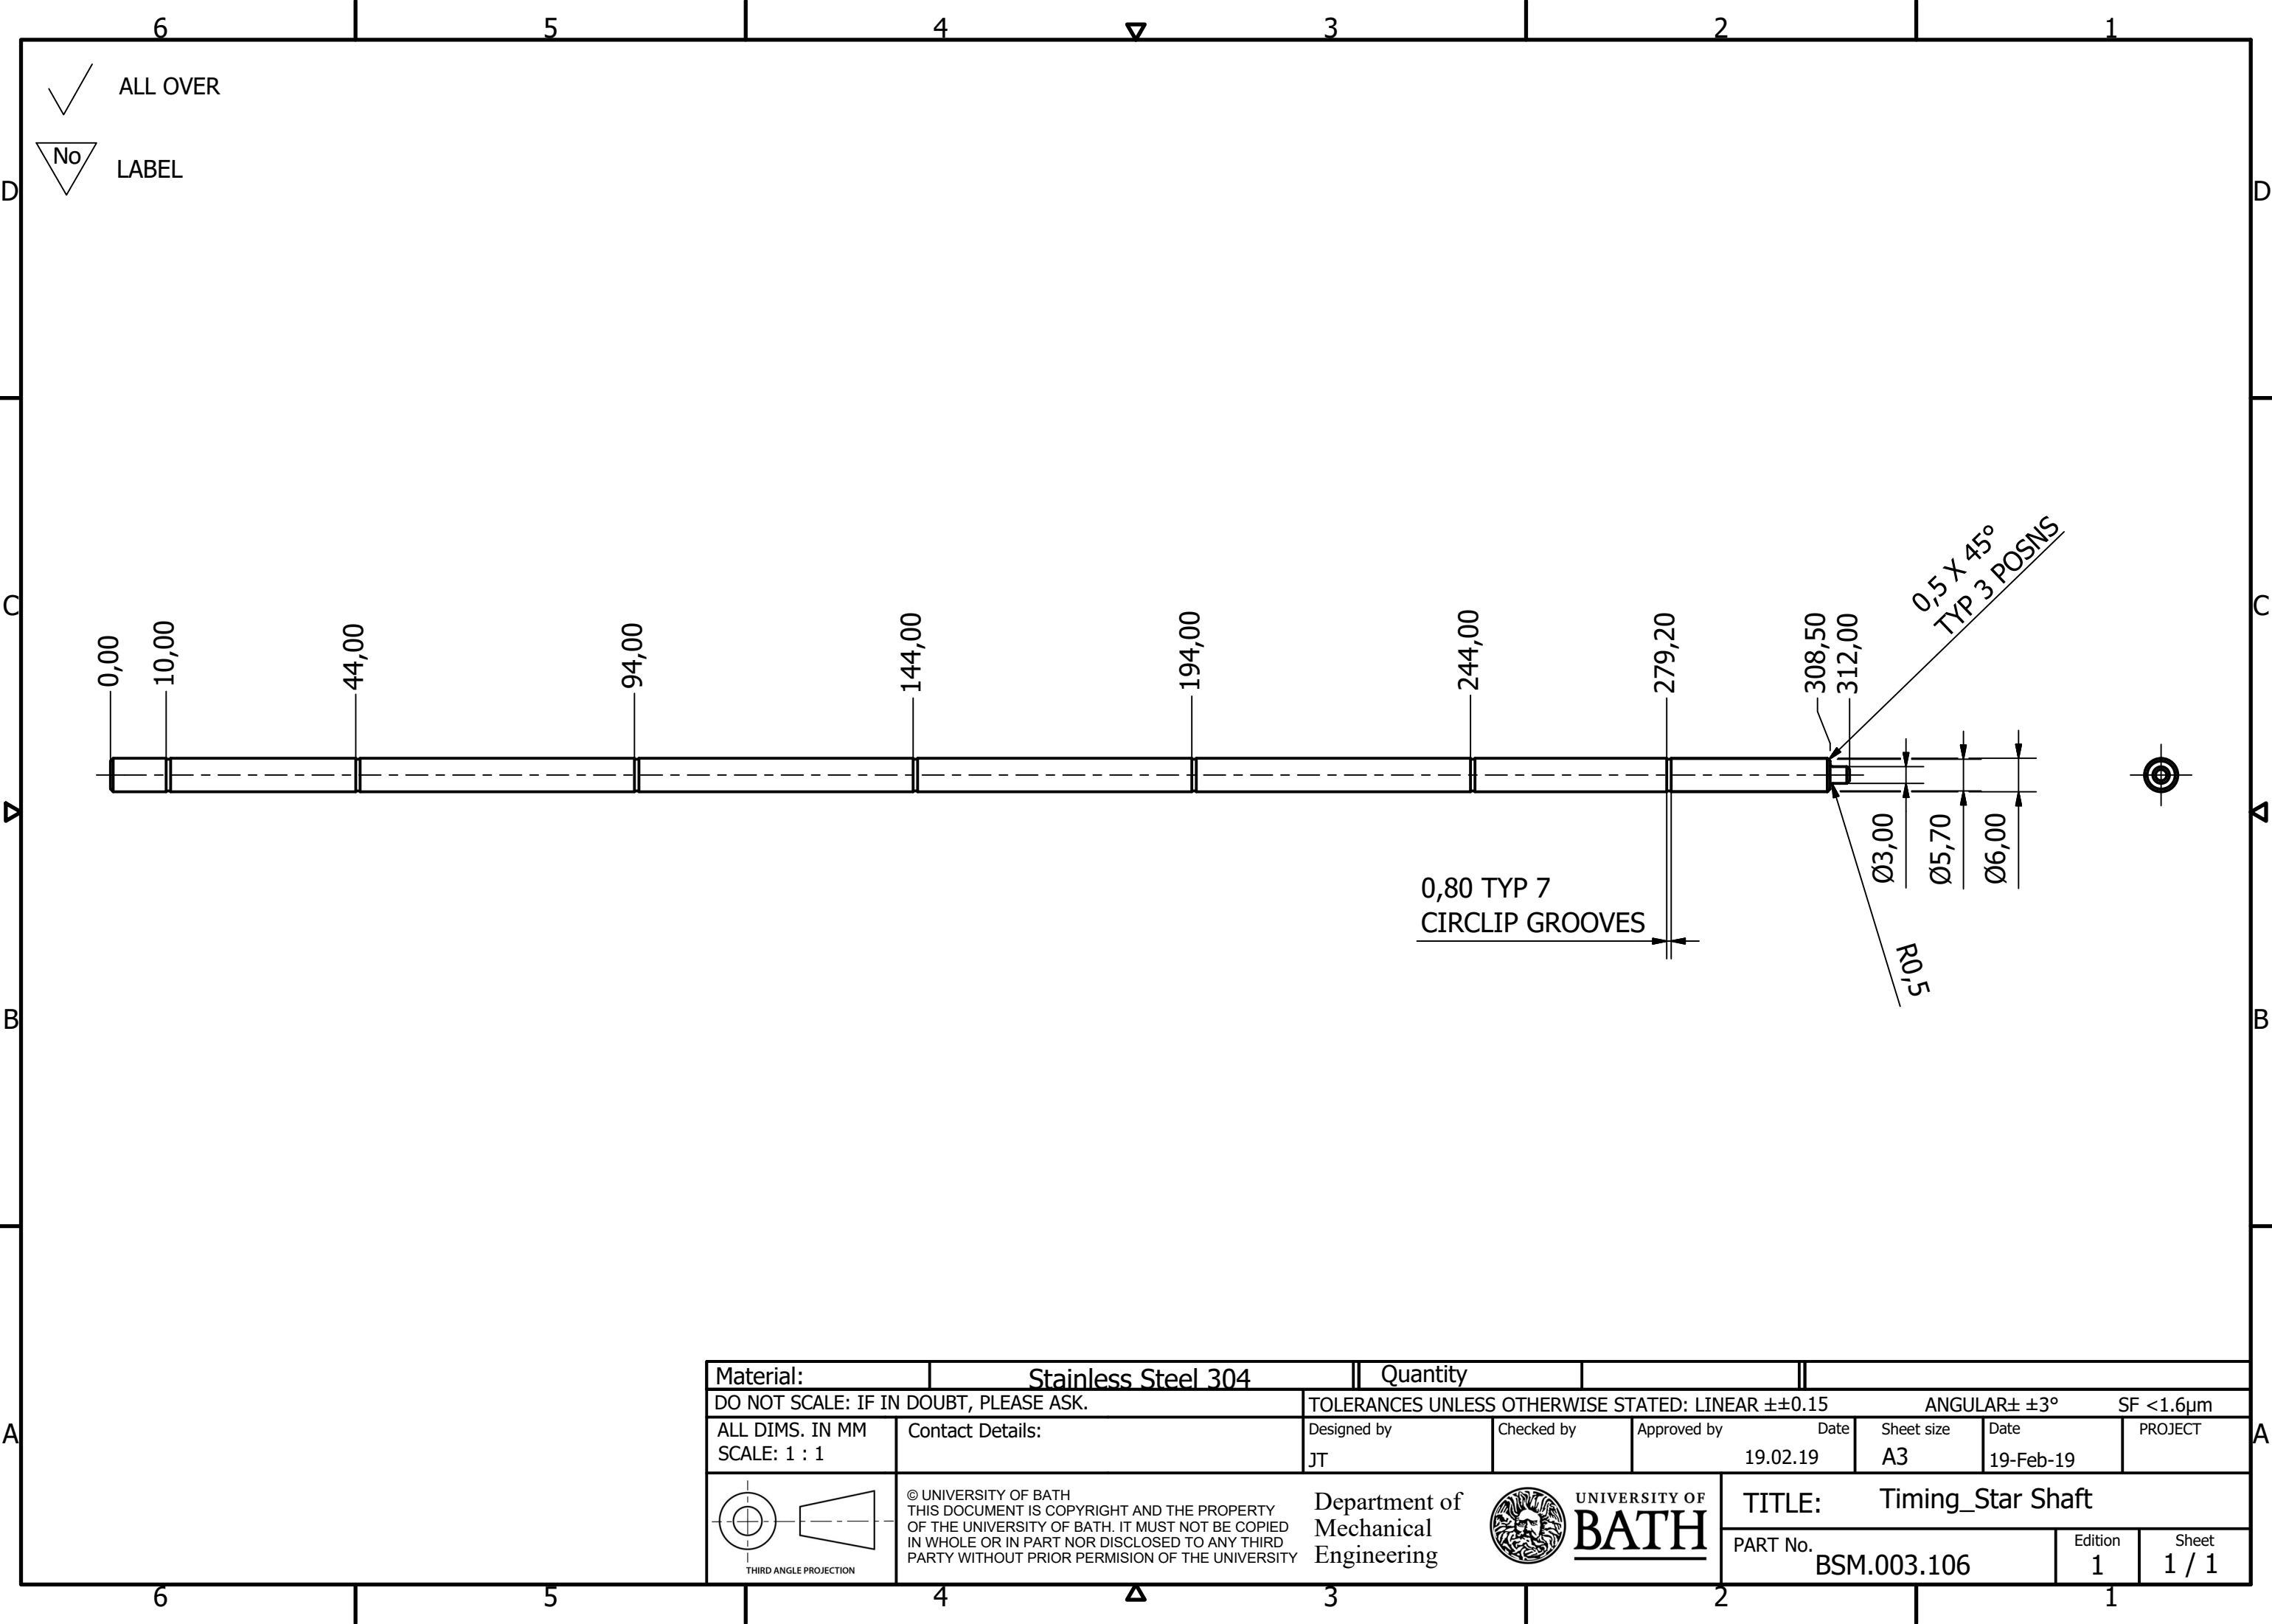 6 5 4 3 2 1
ALL OVER
No
LABEL
D D
C C
B B
A A
0,5 X 45°
TYP 3 POSNS
0,00
10,00
44,00
94,00
144,00
194,00
244,00
279,20
308,50
312,00
Ø3,00
Ø5,70
Ø6,00
0,80 TYP 7
CIRCLIP GROOVES
R0,5
Material: Stainless Steel 304 Quantity
DO NOT SCALE: IF IN DOUBT, PLEASE ASK.
TOLERANCES UNLESS OTHERWISE STATED: LINEAR ±±0.15 ANGULAR± ±3° SF <1.6µm
ALL DIMS. IN MM
SCALE: 1 : 1
Contact Details:
Designed by
JT
Checked by
Approved by
Date
19.02.19
Sheet size
A3
Date
19-Feb-19
PROJECT
THIRD ANGLE PROJECTION
© UNIVERSITY OF BATH
THIS DOCUMENT IS COPYRIGHT AND THE PROPERTY
OF THE UNIVERSITY OF BATH. IT MUST NOT BE COPIED
IN WHOLE OR IN PART NOR DISCLOSED TO ANY THIRD
PARTY WITHOUT PRIOR PERMISION OF THE UNIVERSITY
Department of
Mechanical
Engineering
UNIVERSITY OF
BATH
TITLE: Timing_Star Shaft
PART No. BSM.003.106
Edition
1
Sheet
1 / 1
6 5 4 3 2 1